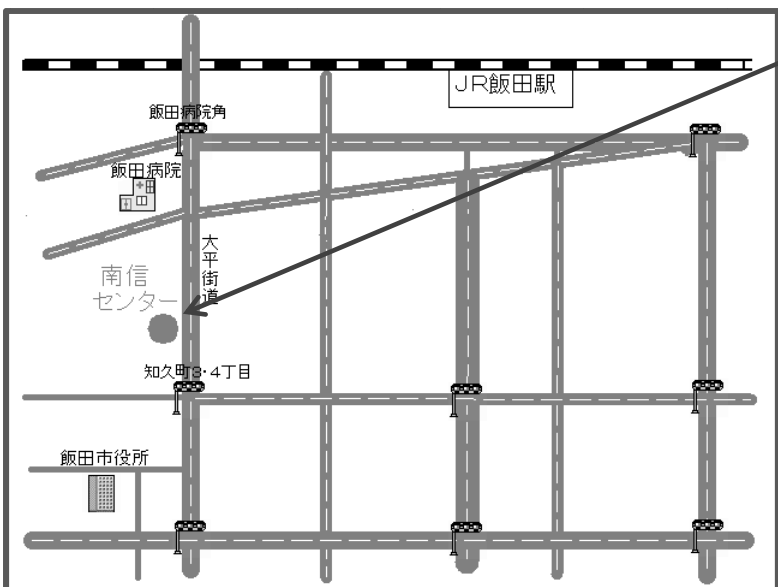 JR飯田駅
飯田病院角
飯田病院
大平街道
南信
センター
知久町3・4丁目
飯田市役所